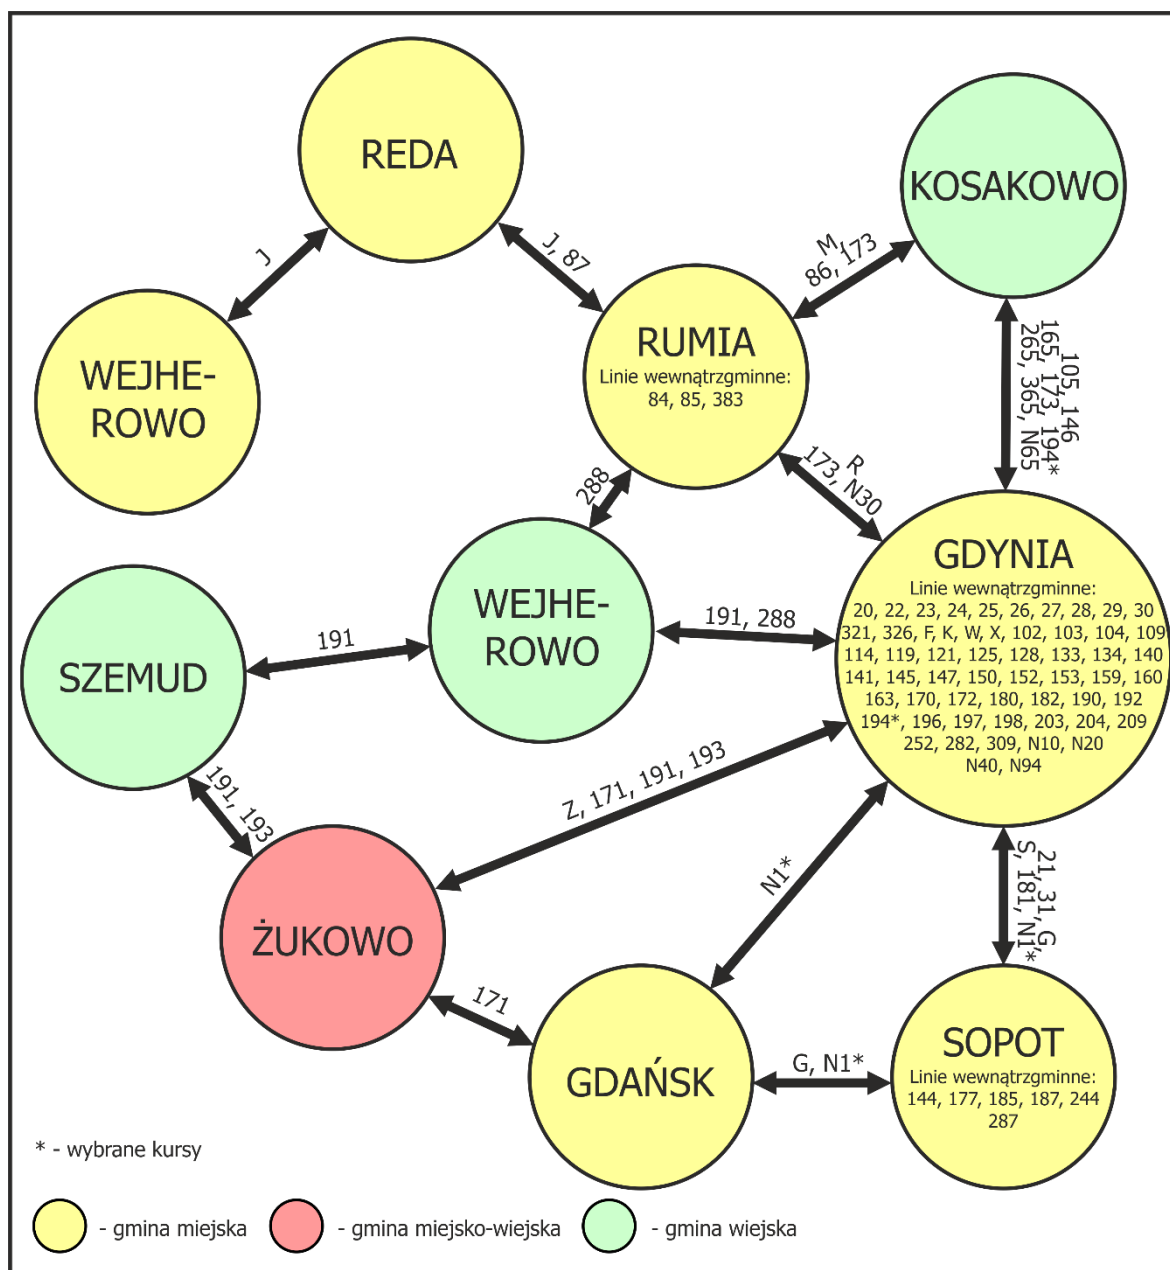 REDA
KOSAKOWO
J
J, 87
M,
86, 173
WEJHE-
ROWO
RUMIA
Linie wewnątrzgminne:
84, 85, 383
105, 146
165, 173, 194*
265, 365, N65
288
R
173, N30
GDYNIA
Linie wewnątrzgminne:
20, 22, 23, 24, 25, 26, 27, 28, 29, 30
321, 326, F, K, W, X, 102, 103, 104, 109
114, 119, 121, 125, 128, 133, 134, 140
141, 145, 147, 150, 152, 153, 159, 160
163, 170, 172, 180, 182, 190, 192
194*, 196, 197, 198, 203, 204, 209
252, 282, 309, N10, N20
N40, N94
WEJHE-
ROWO
191, 288
191
SZEMUD
191, 193
Z, 171, 191, 193
N1*
21, 31, G,
S, 181, N1*
ŻUKOWO
171
GDAŃSK
G, N1*
SOPOT
Linie wewnątrzgminne:
144, 177, 185, 187, 244
287
* - wybrane kursy
- gmina miejska
- gmina miejsko-wiejska
- gmina wiejska